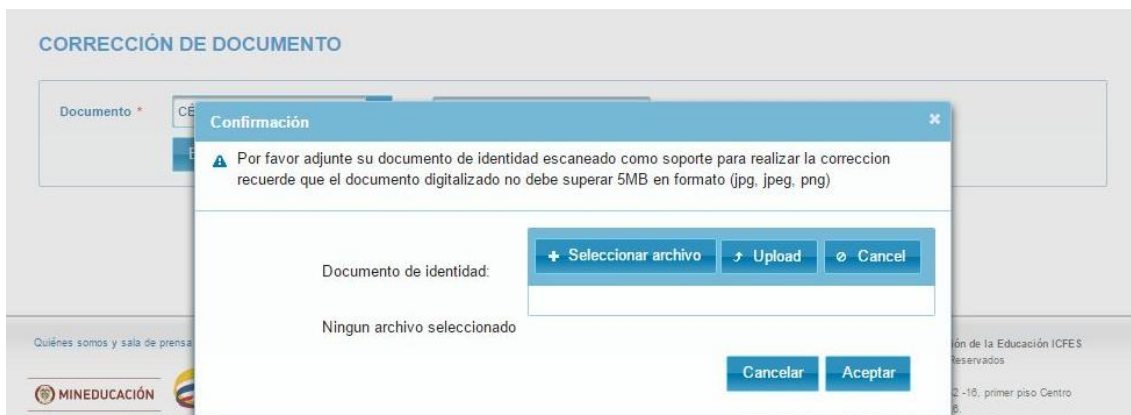 CORRECCIÓN DE DOCUMENTO
Documento *
Confirmación
Por favor adjunte su documento de identidad escaneado como soporte para realizar la correccion
recuerde que el documento digitalizado no debe superar 5MB en formato (jpg, jpeg, png)
Seleccionar archivo Upload Cancel
Documento de identidad:
Ningun archivo seleccionado
Quiénes somos y sala de prensa
de la Educación ICFES
Reservados
Cancelar Aceptar
MINEDUCACIÓN
-16, primer piso Centro